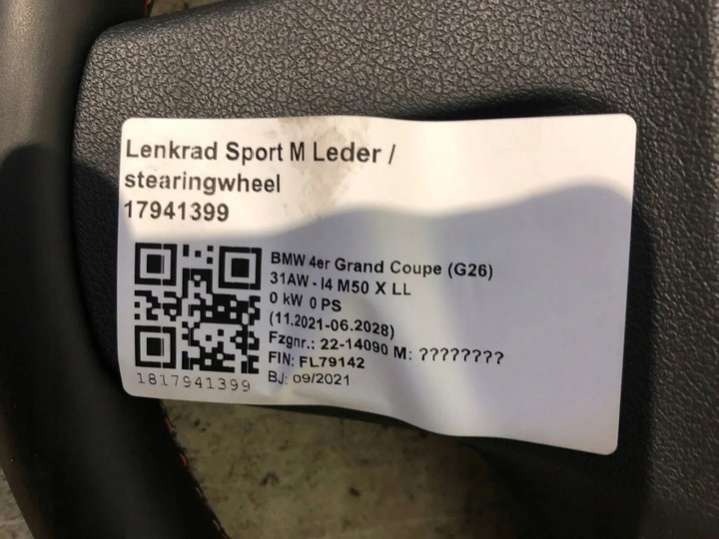 Lenkrad Sport M Leder /
stearingwheel
17941399
BMW 4er Grand Coupe (G26)
31AW - I4 M50 X LL
0 kW 0 PS
(11.2021-06.2028)
Fzgnr.: 22-14090 M: ????????
FIN: FL79142
BJ: 09/2021
1817941399